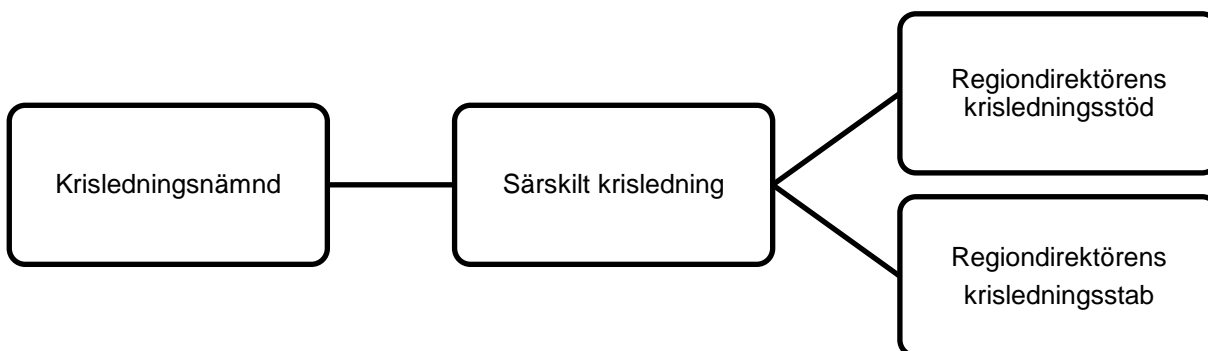 Krisledningsnämnd
Särskilt krisledning
Regiondirektörens
krisledningsstöd
Regiondirektörens
krisledningsstab